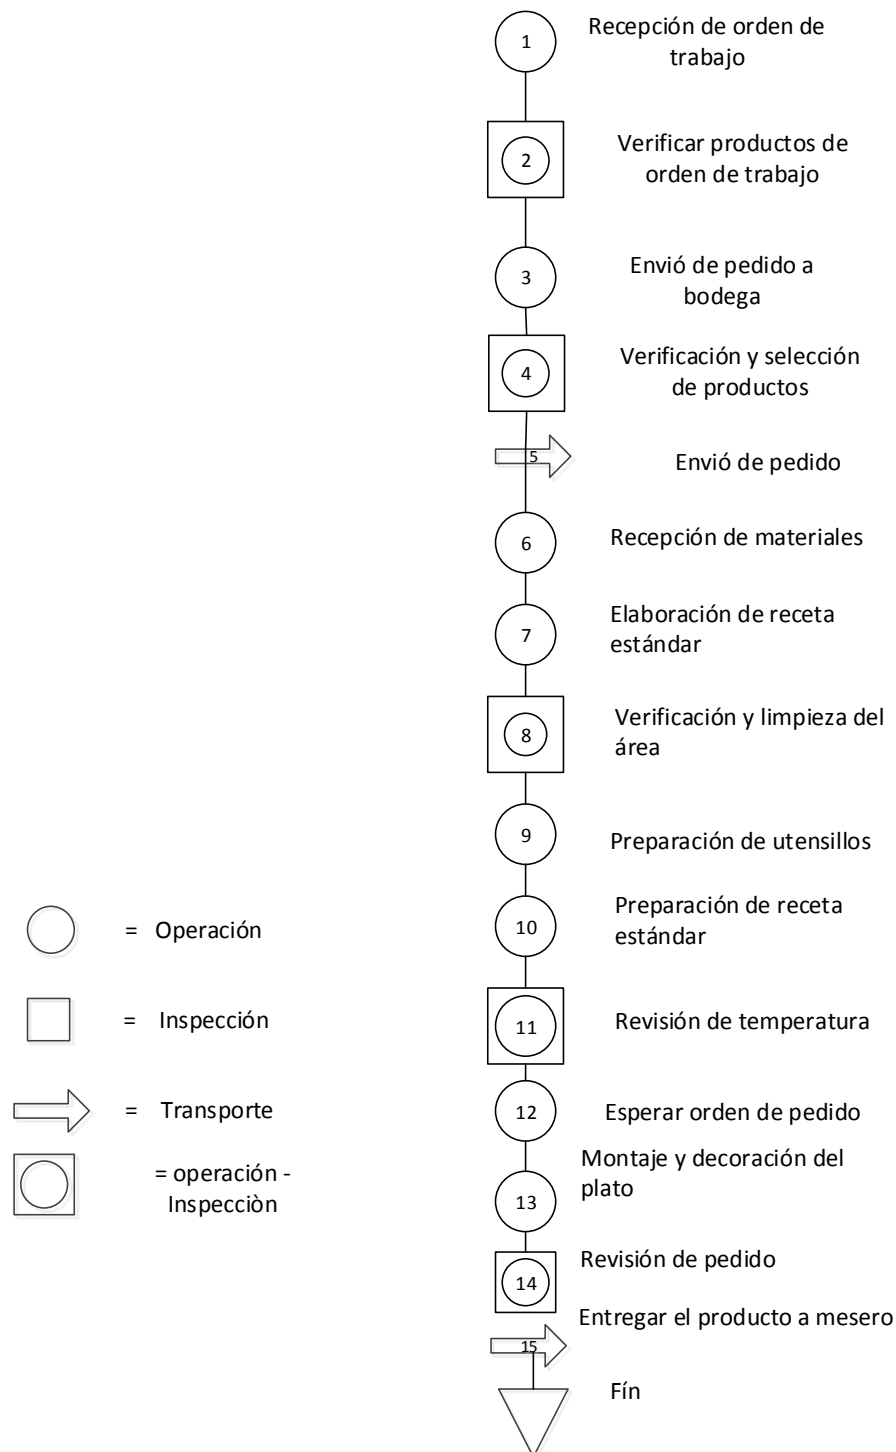 1
Recepción de orden de
trabajo
2
Verificar productos de
orden de trabajo
3
Envió de pedido a
bodega
4
Verificación y selección
de productos
5
Envió de pedido
6
Recepción de materiales
7
Elaboración de receta
estándar
8
Verificación y limpieza del
área
9
Preparación de utensillos
10
Preparación de receta
estándar
11
Revisión de temperatura
12
Esperar orden de pedido
13
Montaje y decoración del
plato
14
Revisión de pedido
15
Entregar el producto a mesero
Fín
= Operación
= Inspección
= Transporte
= operación -
Inspecciòn